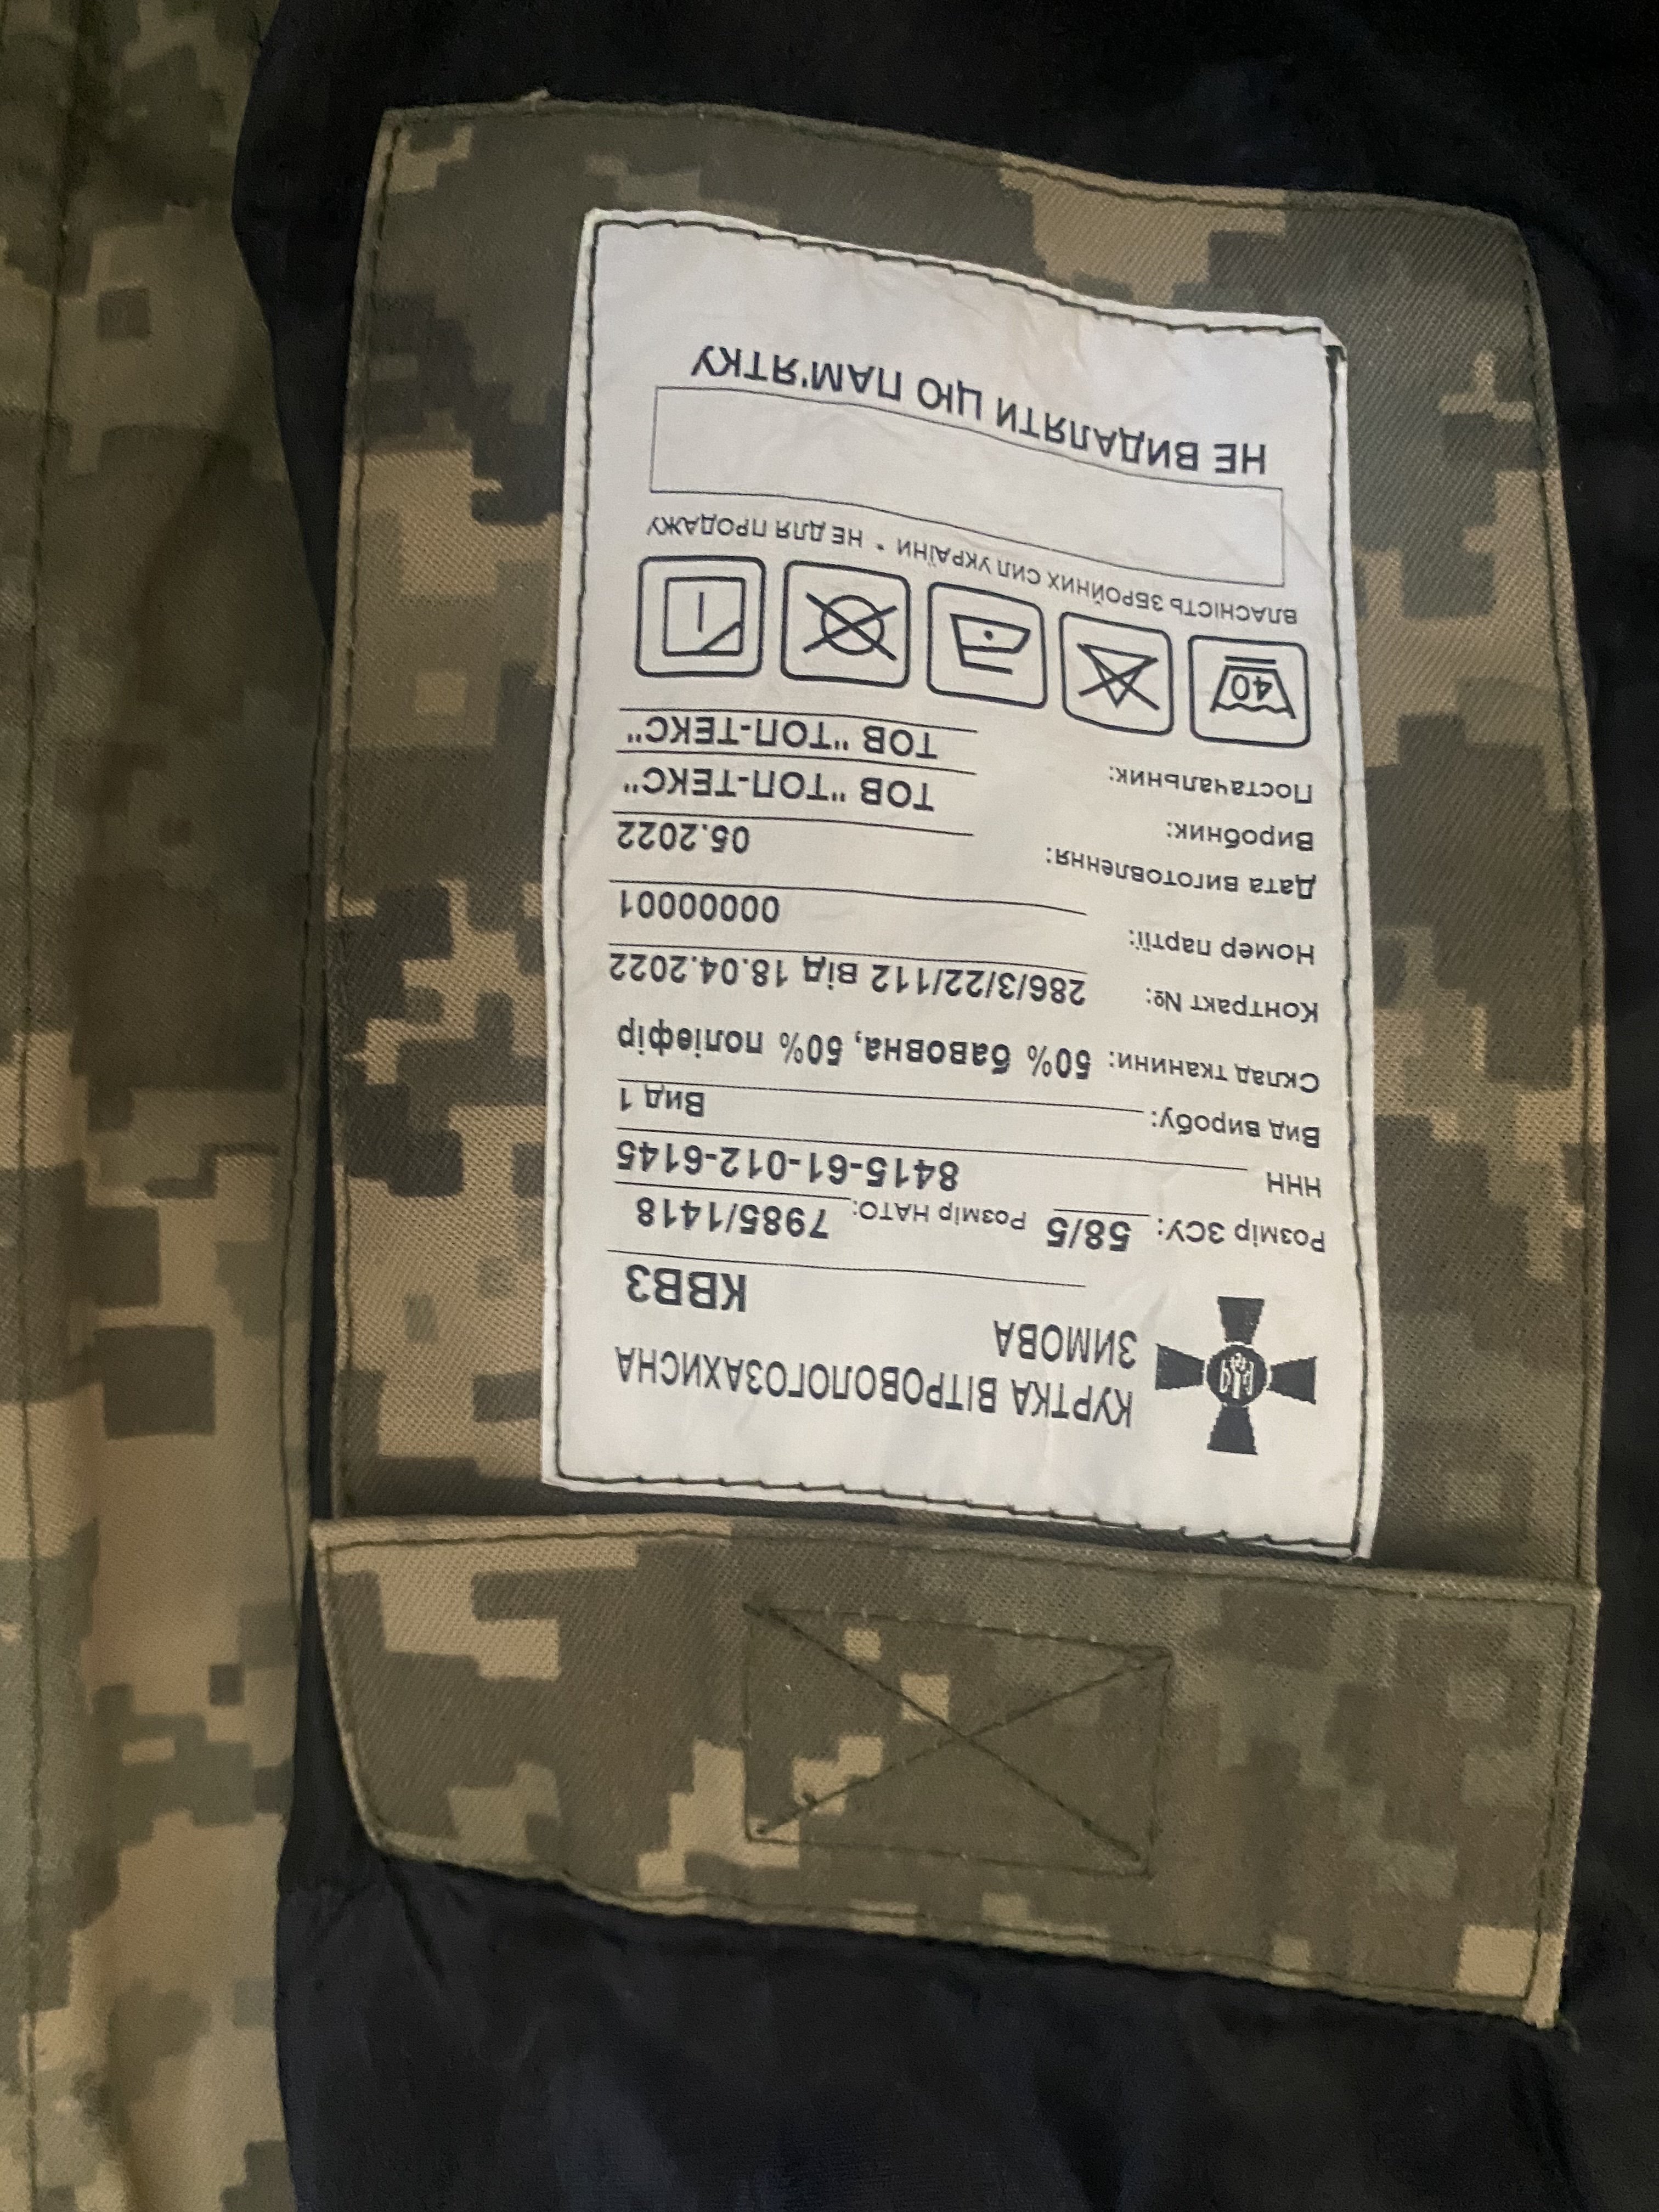 КУРТКА ВІТРОВОЛОГОЗАХИСНА
ЗИМОВА
КВВЗ
Розмір ЗСУ: 58/5 Розмір НАТО: 7985/1418
ННН 8415-61-012-6145
Вид виробу: Вид 1
Склад тканини: 50% бавовна, 50% поліефір
Контракт №: 286/3/22/112 від 18.04.2022
Номер партії: 00000001
Дата виготовлення: 05.2022
Виробник: ТОВ "ТОП-ТЕКС"
Постачальник: ТОВ "ТОП-ТЕКС"
40
ВЛАСНІСТЬ ЗБРОЙНИХ СИЛ УКРАЇНИ * НЕ ДЛЯ ПРОДАЖУ
НЕ ВИДАЛЯТИ ЦЮ ПАМ'ЯТКУ